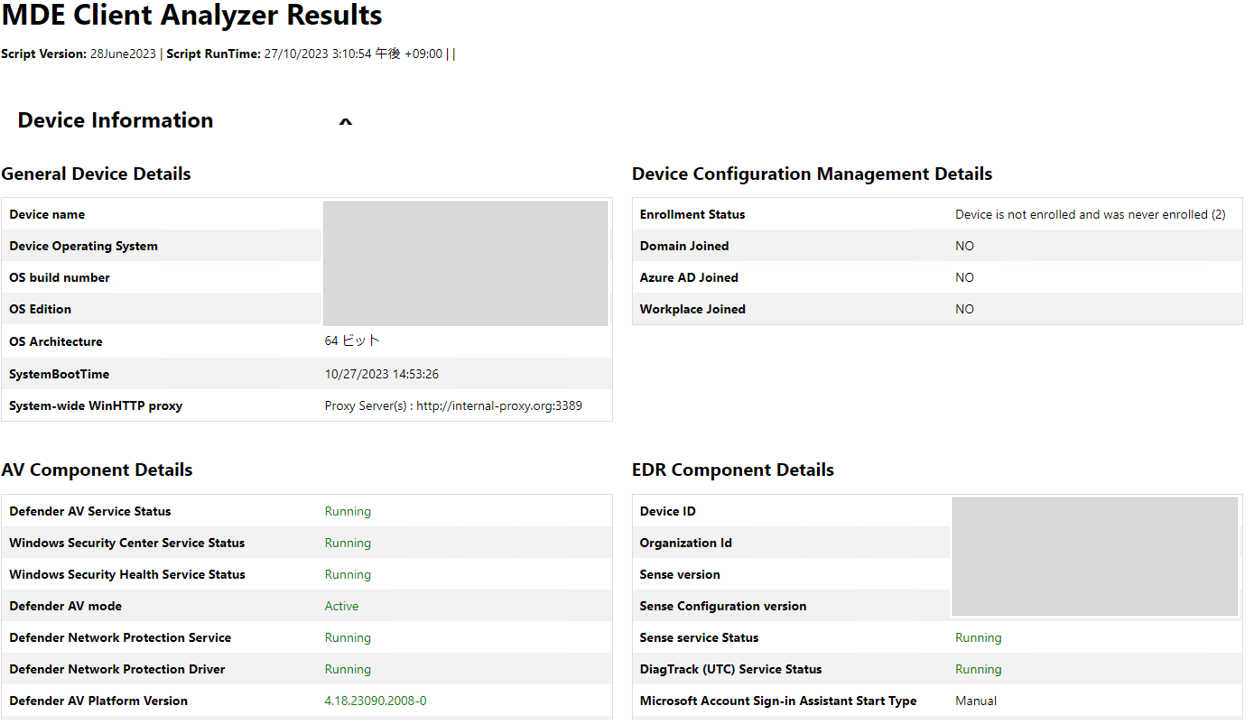 MDE Client Analyzer Results
Script Version: 28June2023 | Script RunTime: 27/10/2023 3:10:54 午後 +09:00 | |
Device Information
General Device Details
Device name
Device Operating System
OS build number
OS Edition
OS Architecture 64 ビット
SystemBootTime 10/27/2023 14:53:26
System-wide WinHTTP proxy Proxy Server(s) : http://internal-proxy.org:3389
Device Configuration Management Details
Enrollment Status Device is not enrolled and was never enrolled (2)
Domain Joined NO
Azure AD Joined NO
Workplace Joined NO
AV Component Details
Defender AV Service Status Running
Windows Security Center Service Status Running
Windows Security Health Service Status Running
Defender AV mode Active
Defender Network Protection Service Running
Defender Network Protection Driver Running
Defender AV Platform Version 4.18.23090.2008-0
EDR Component Details
Device ID
Organization Id
Sense version
Sense Configuration version
Sense service Status Running
DiagTrack (UTC) Service Status Running
Microsoft Account Sign-in Assistant Start Type Manual